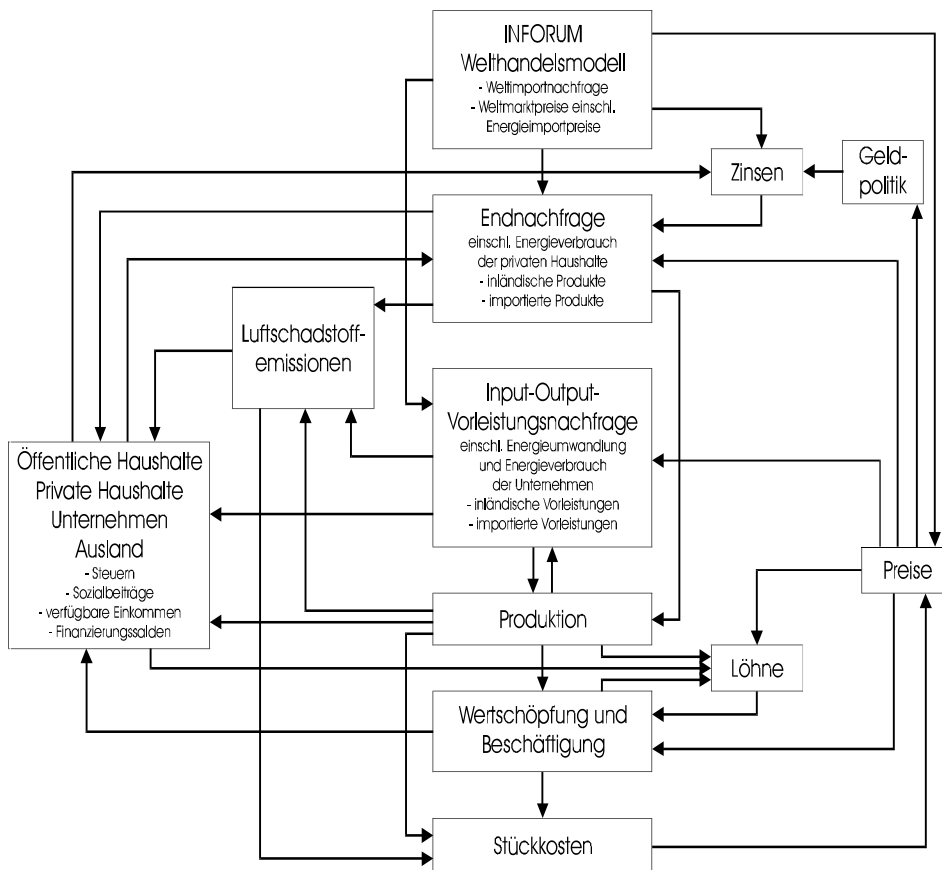 INFORUM
Welthandelsmodell
- Weltimportnachfrage
- Weltmarktpreise einschl.
Energieimportpreise
Zinsen
Geld-
politik
Endnachfrage
einschl. Energieverbrauch
der privaten Haushalte
- inländische Produkte
- importierte Produkte
Luftschadstoff-
emissionen
Input-Output-
Vorleistungsnachfrage
einschl. Energieumwandlung
und Energieverbrauch
der Unternehmen
- inländische Vorleistungen
- importierte Vorleistungen
Öffentliche Haushalte
Private Haushalte
Unternehmen
Ausland
- Steuern
- Sozialbeiträge
- verfügbare Einkommen
- Finanzierungssalden
Preise
Produktion
Löhne
Wertschöpfung und
Beschäftigung
Stückkosten